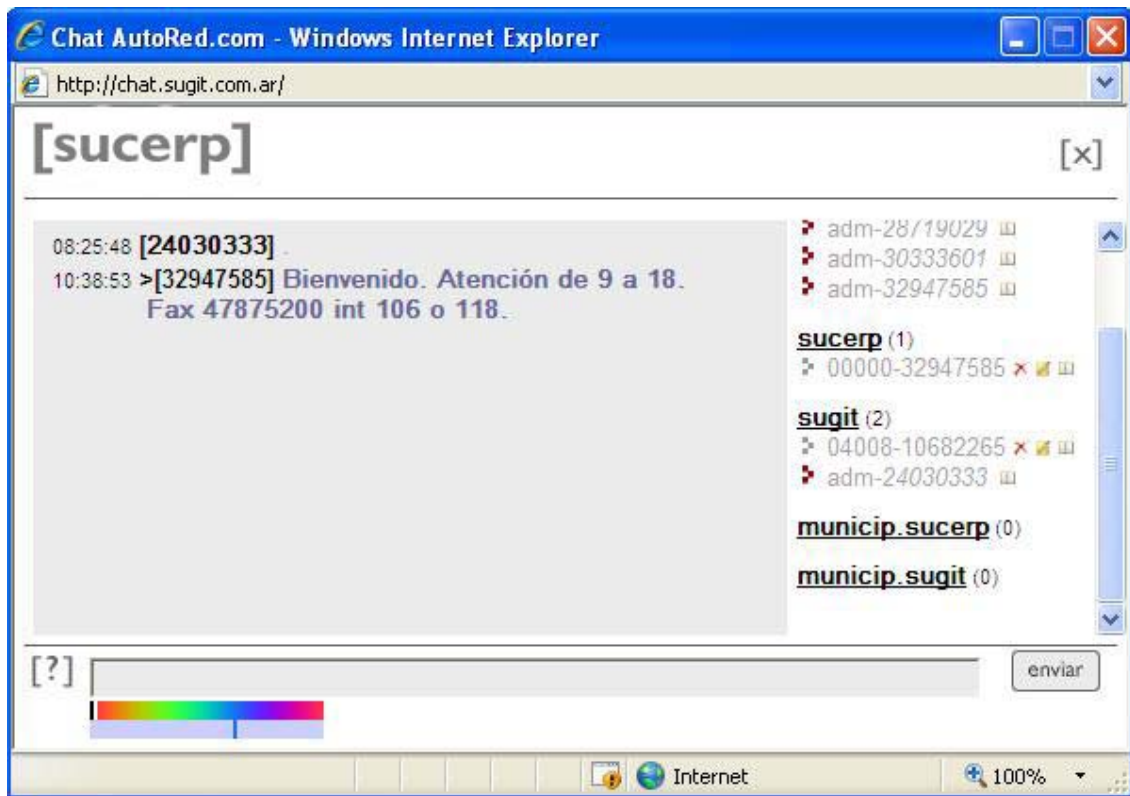 Chat AutoRed.com - Windows Internet Explorer
http://chat.sugit.com.ar/
[sucerp]
[x]
08:25:48 [24030333] .
10:38:53 >[32947585] Bienvenido. Atención de 9 a 18.
Fax 47875200 int 106 o 118.
adm-28719029
adm-30333601
adm-32947585
sucerp (1)
00000-32947585
sugit (2)
04008-10682265
adm-24030333
municip.sucerp (0)
municip.sugit (0)
[?]
enviar
Internet
100%